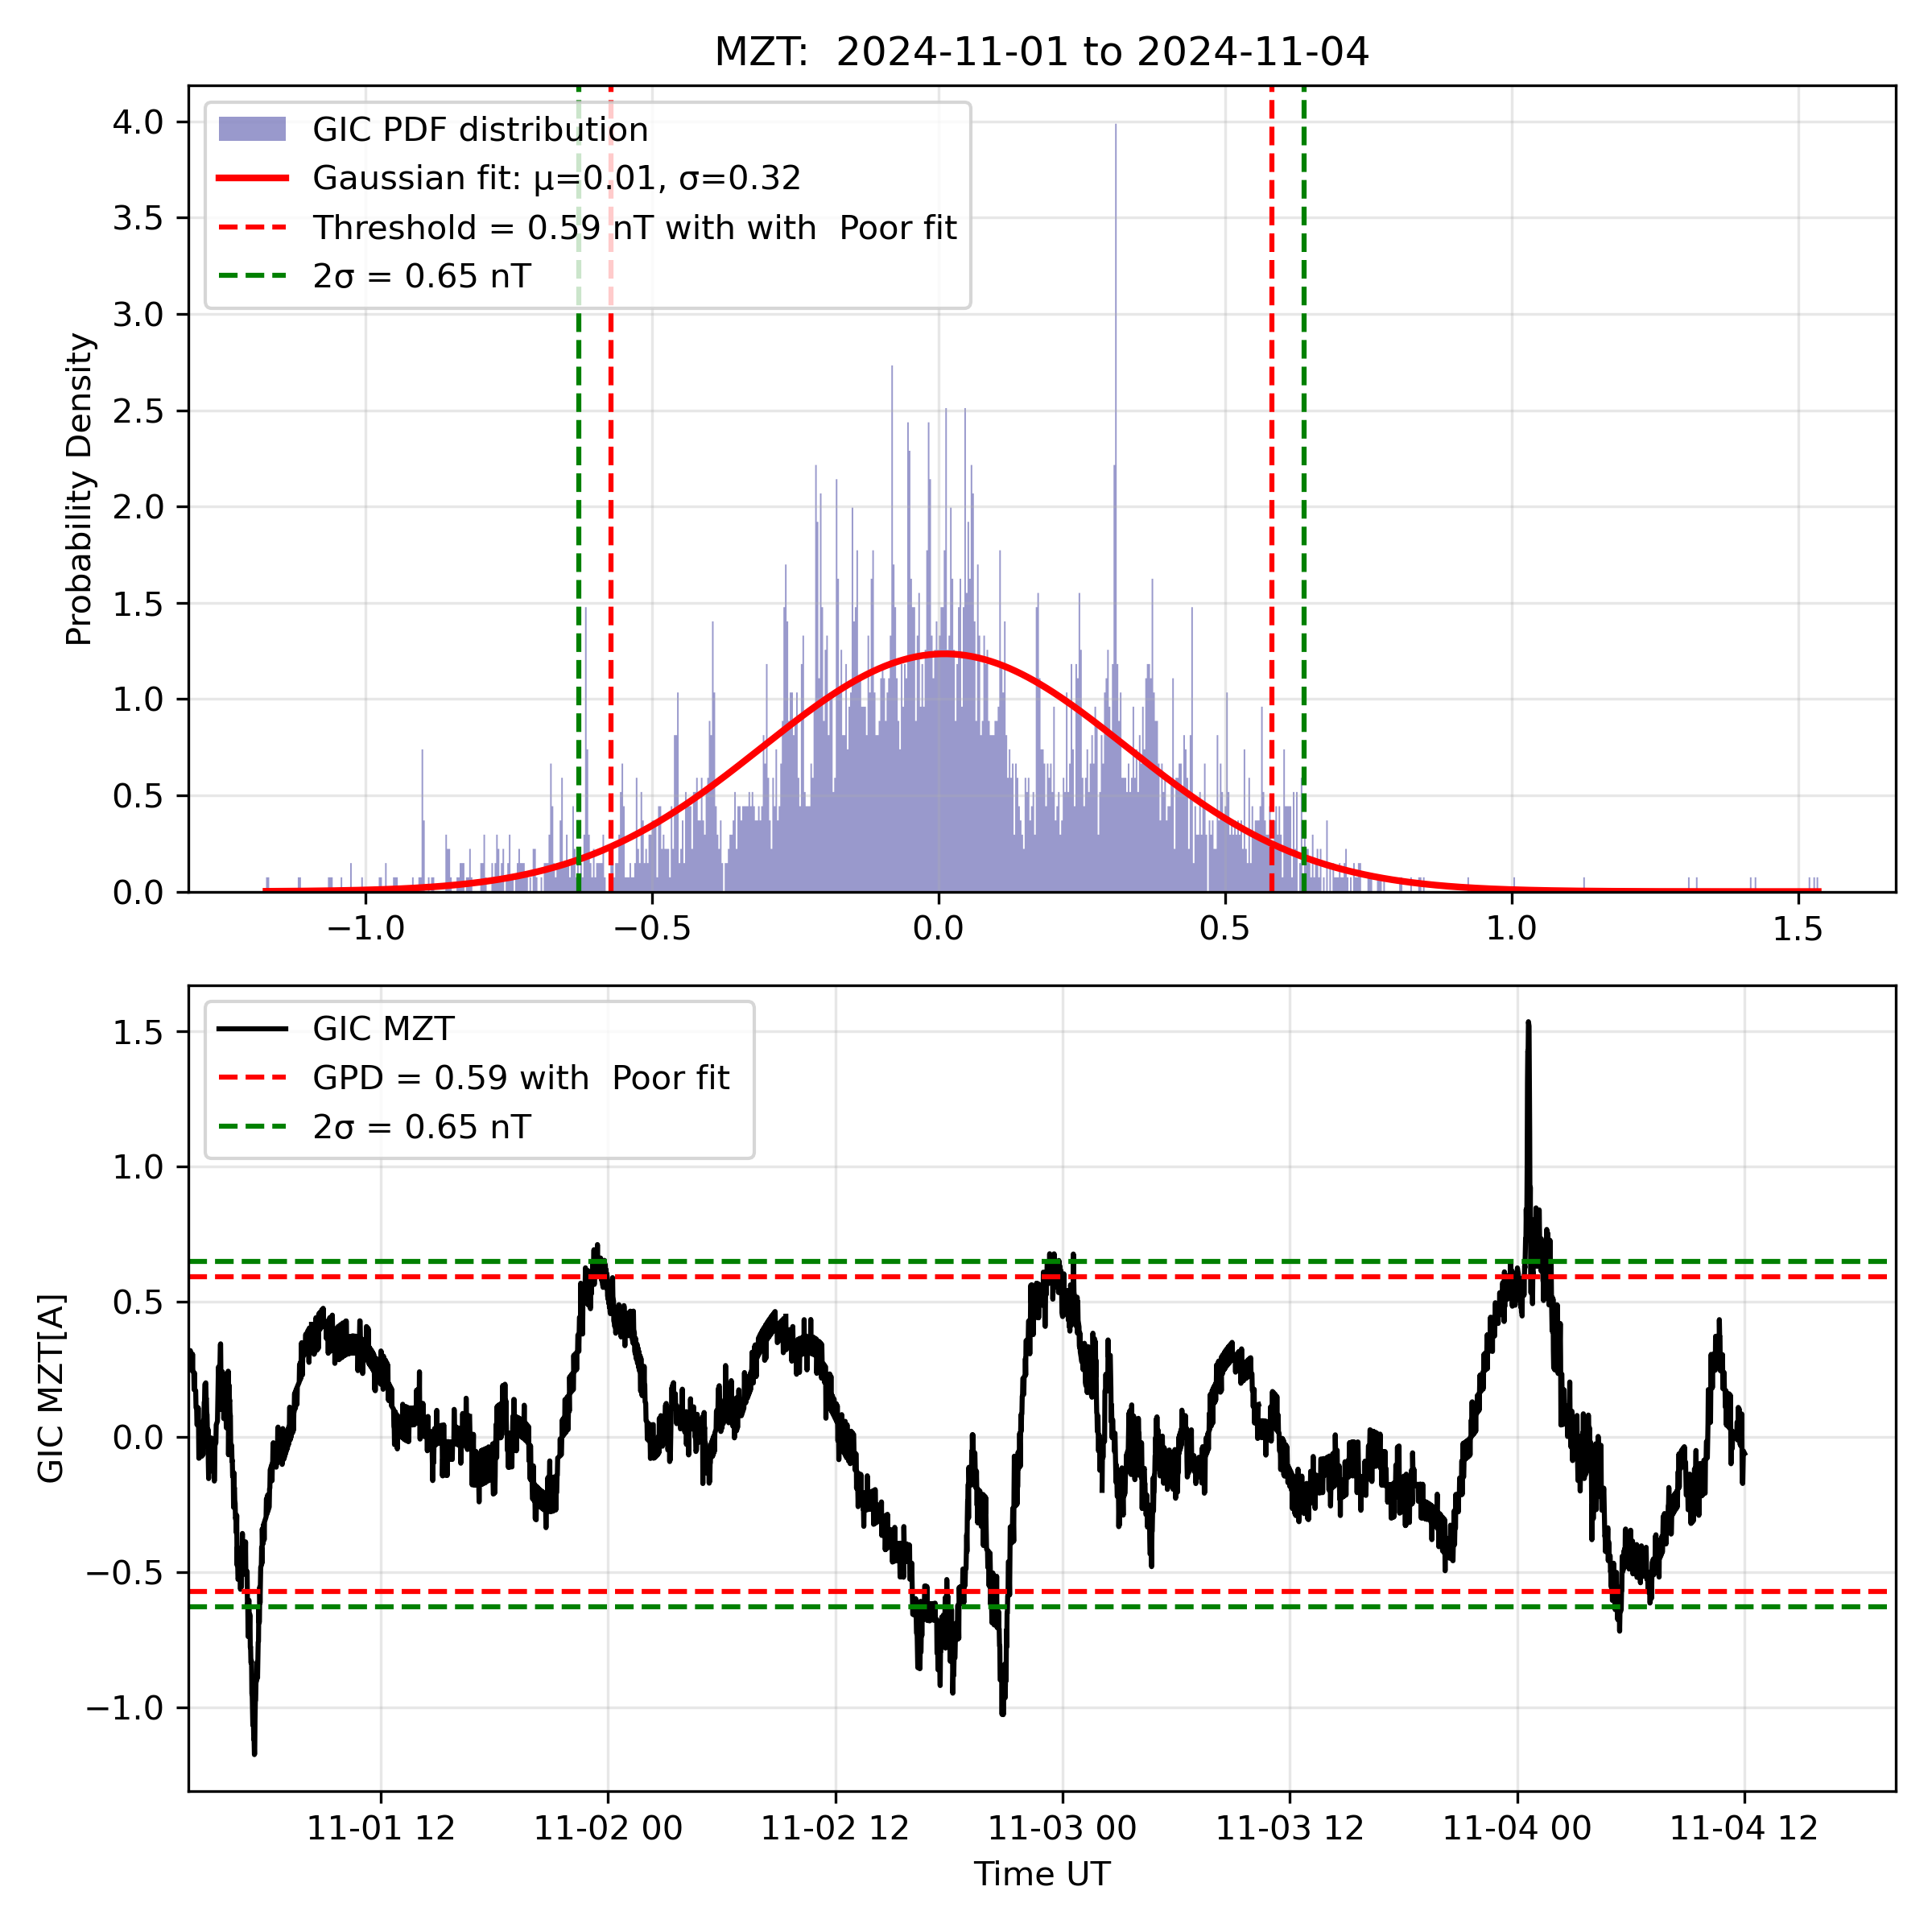 MZT:  2024-11-01 to 2024-11-04
GIC PDF distribution
Gaussian fit: μ=0.01, σ=0.32
Threshold = 0.59 nT with with  Poor fit
2σ = 0.65 nT
Probability Density
4.0
3.5
3.0
2.5
2.0
1.5
1.0
0.5
0.0
−1.0
−0.5
0.0
0.5
1.0
1.5
GIC MZT
GPD = 0.59 with  Poor fit
2σ = 0.65 nT
GIC MZT[A]
1.5
1.0
0.5
0.0
−0.5
−1.0
11-01 12
11-02 00
11-02 12
11-03 00
11-03 12
11-04 00
11-04 12
Time UT